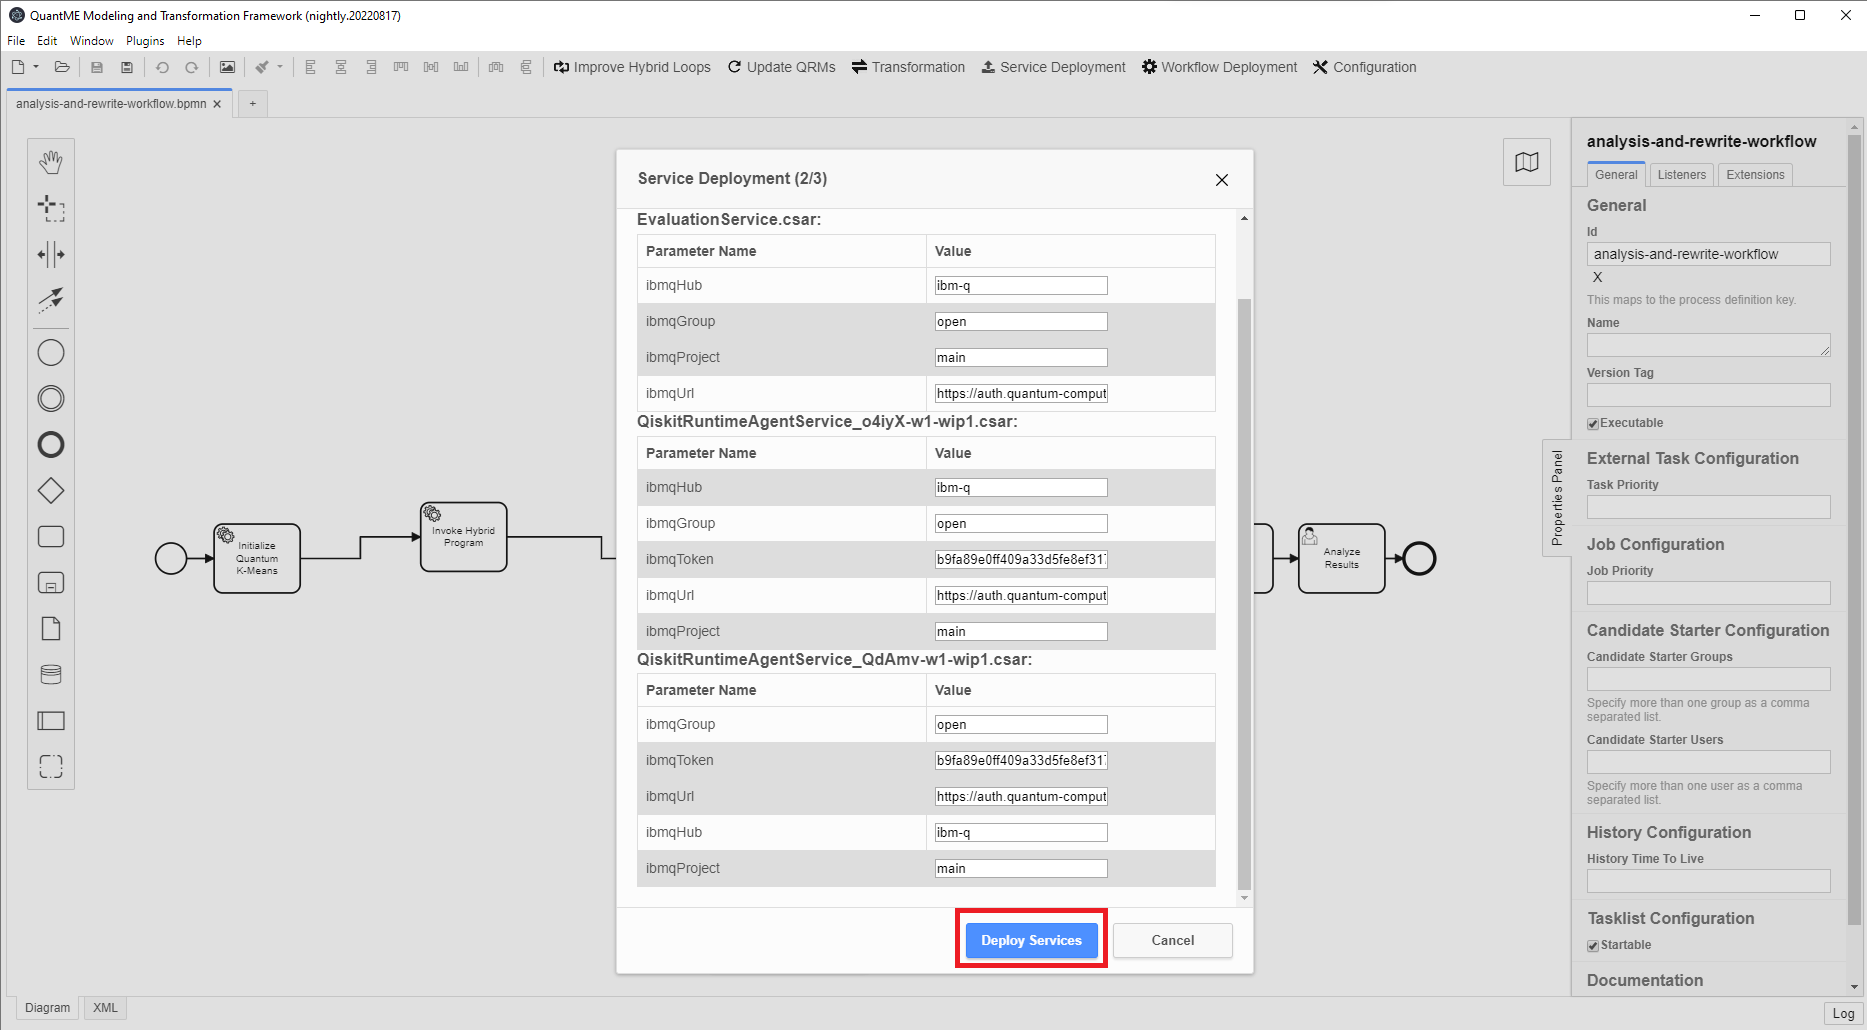 QuantME Modeling and Transformation Framework (nightly.20220817)
File Edit Window Plugins Help
Improve Hybrid Loops Update QRMs Transformation Service Deployment Workflow Deployment Configuration
analysis-and-rewrite-workflow.bpmn
+
Initialize
Quantum
K-Means
Invoke Hybrid
Program
Analyze
Results
Service Deployment (2/3)
EvaluationService.csar:
Parameter Name Value
ibmqHub ibm-q
ibmqGroup open
ibmqProject main
ibmqUrl https://auth.quantum-comput
QiskitRuntimeAgentService_o4iyX-w1-wip1.csar:
Parameter Name Value
ibmqHub ibm-q
ibmqGroup open
ibmqToken b9fa89e0ff409a33d5fe8ef317
ibmqUrl https://auth.quantum-comput
ibmqProject main
QiskitRuntimeAgentService_QdAmv-w1-wip1.csar:
Parameter Name Value
ibmqGroup open
ibmqToken b9fa89e0ff409a33d5fe8ef317
ibmqUrl https://auth.quantum-comput
ibmqHub ibm-q
ibmqProject main
Deploy Services Cancel
Properties Panel
analysis-and-rewrite-workflow
General Listeners Extensions
General
Id
analysis-and-rewrite-workflow
X
This maps to the process definition key.
Name
Version Tag
Executable
External Task Configuration
Task Priority
Job Configuration
Job Priority
Candidate Starter Configuration
Candidate Starter Groups
Specify more than one group as a comma
separated list.
Candidate Starter Users
Specify more than one user as a comma
separated list.
History Configuration
History Time To Live
Tasklist Configuration
Startable
Documentation
Diagram XML
Log